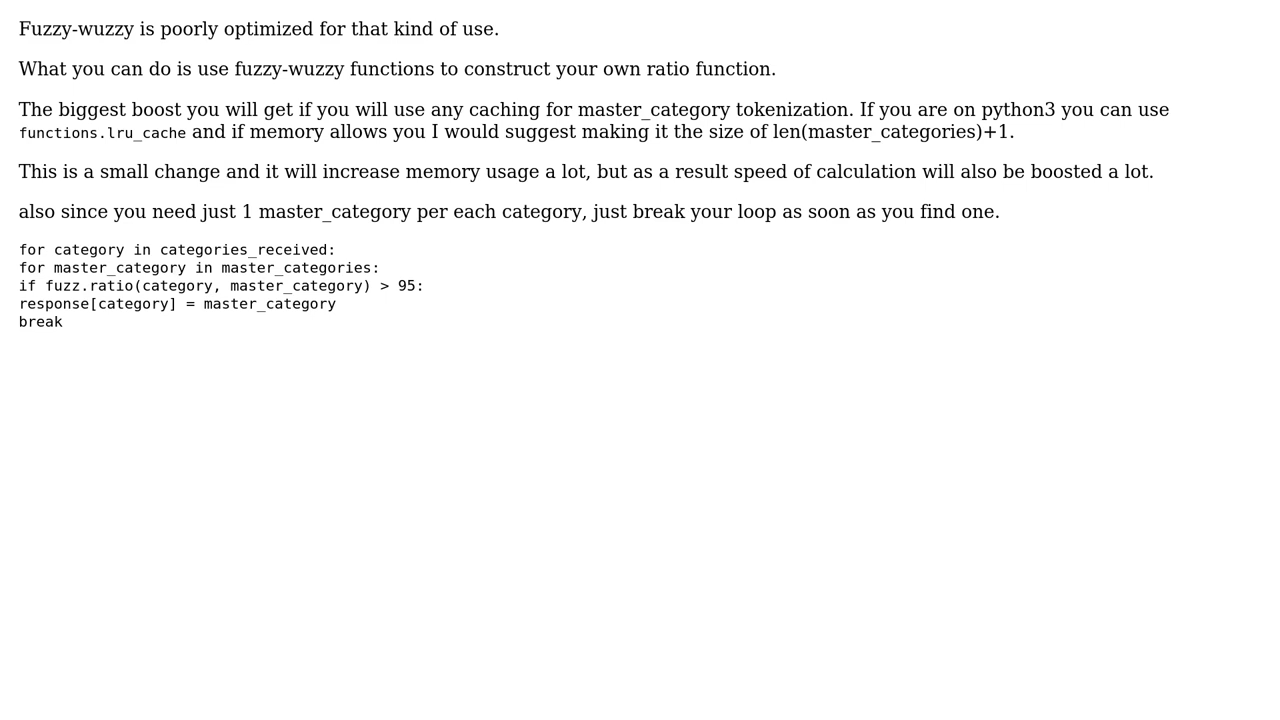 Fuzzy-wuzzy is poorly optimized for that kind of use.
What you can do is use fuzzy-wuzzy functions to construct your own ratio function.
The biggest boost you will get if you will use any caching for master_category tokenization. If you are on python3 you can use
functions.lru_cache and if memory allows you I would suggest making it the size of len(master_categories)+1.
This is a small change and it will increase memory usage a lot, but as a result speed of calculation will also be boosted a lot.
also since you need just 1 master_category per each category, just break your loop as soon as you find one.
for category in categories_received:
for master_category in master_categories:
if fuzz.ratio(category, master_category) > 95:
response[category] = master_category
break